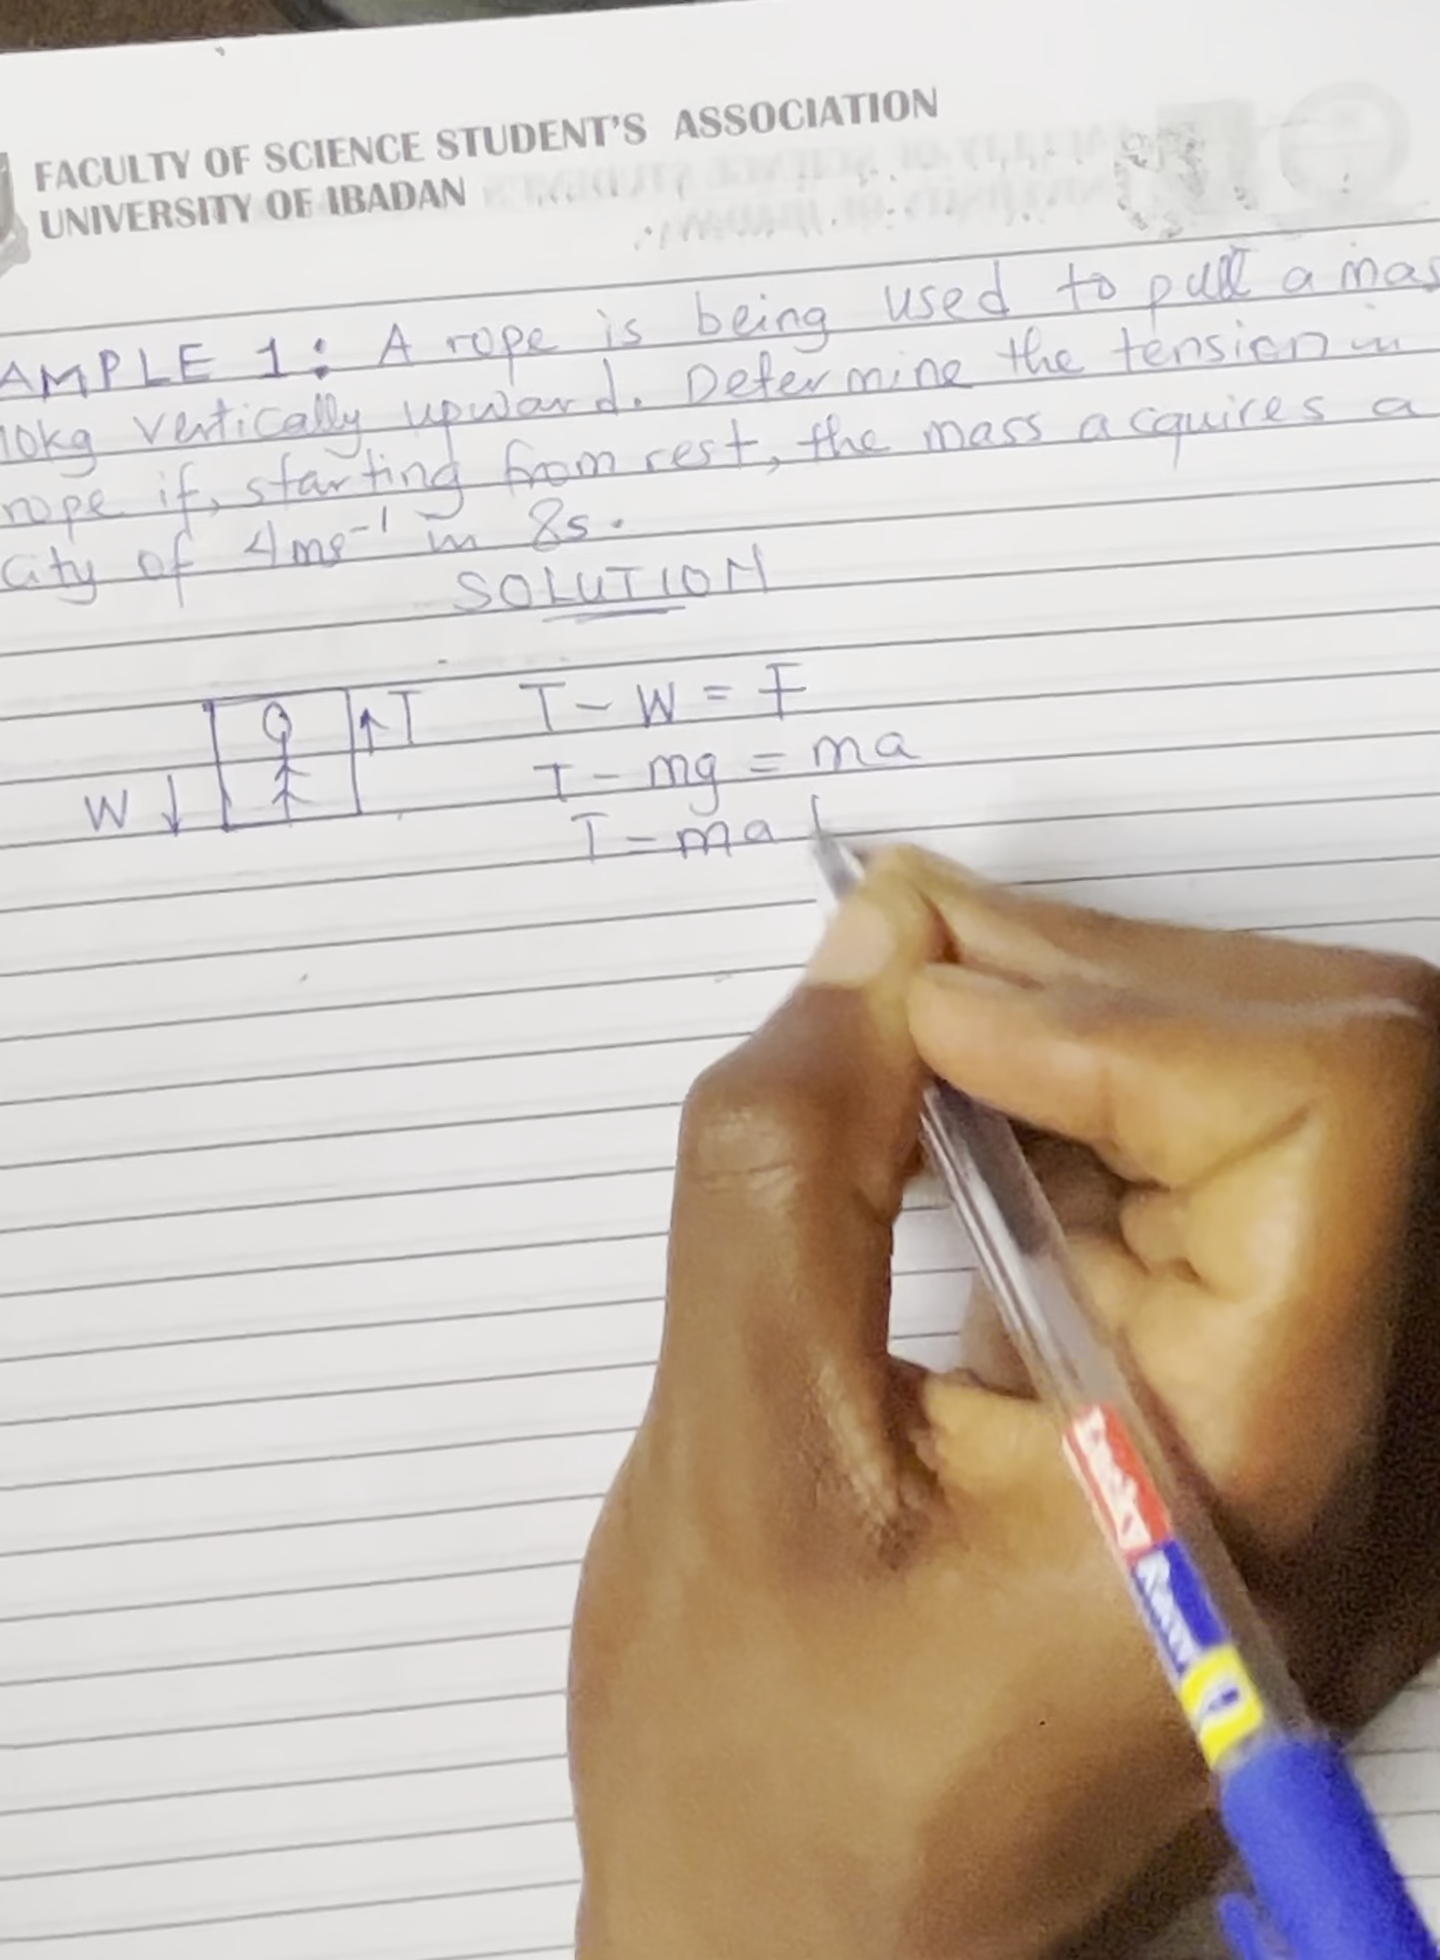 FACULTY OF SCIENCE STUDENT'S ASSOCIATION
UNIVERSITY OF IBADAN
AMPLE 1: A rope is being used to pull a mas
10kg vertically upward. Determine the tension in
rope if, starting from rest, the mass acquires a
city of 4ms⁻¹ in 8s.
SOLUTION
T T - W = F
W T - mg = ma
T = ma